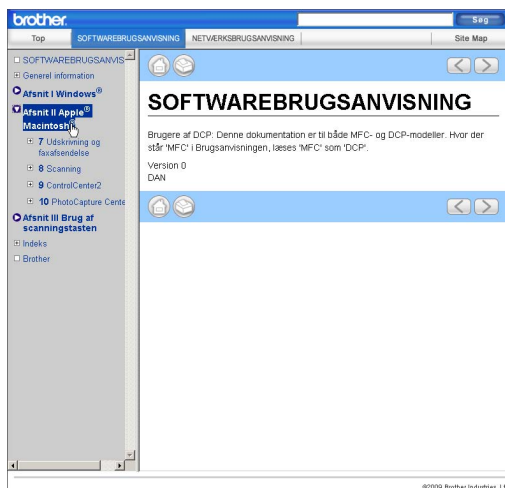 brother.
Søg
Top
SOFTWAREBRUGSANVISNING
NETVÆRKSBRUGSANVISNING
Site Map
SOFTWAREBRUGSANVIS
Generel information
Afsnit I Windows®
Afsnit II Apple®
Macintosh®
7 Udskrivning og
faxafsendelse
8 Scanning
9 ControlCenter2
10 PhotoCapture Cente
Afsnit III Brug af
scanningstasten
Indeks
Brother
SOFTWAREBRUGSANVISNING
Brugere af DCP: Denne dokumentation er til både MFC- og DCP-modeller. Hvor der
står 'MFC' i Brugsanvisningen, læses 'MFC' som 'DCP'.
Version 0
DAN
©2009 Brother Industries, Lt